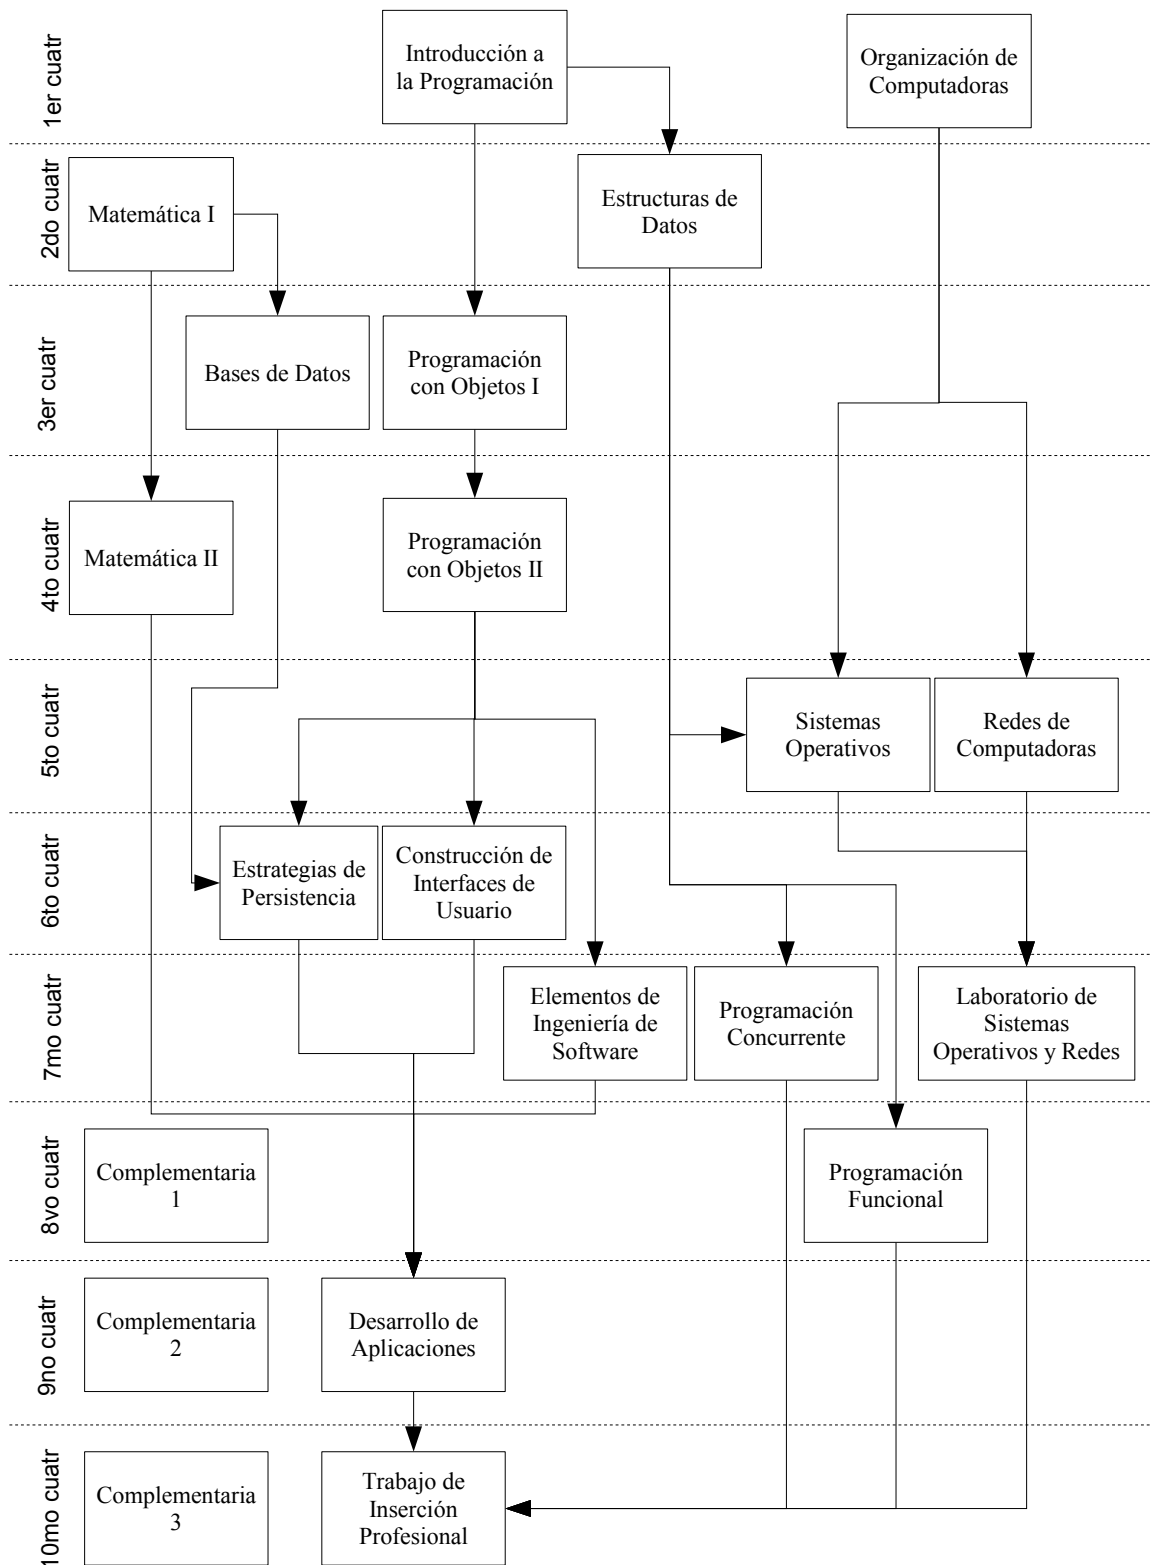 1er cuatr
Introducción a
la Programación
Organización de
Computadoras
2do cuatr
Matemática I
Estructuras de
Datos
3er cuatr
Bases de Datos
Programación
con Objetos I
4to cuatr
Matemática II
Programación
con Objetos II
5to cuatr
Sistemas
Operativos
Redes de
Computadoras
6to cuatr
Estrategias de
Persistencia
Construcción de
Interfaces de
Usuario
7mo cuatr
Elementos de
Ingeniería de
Software
Programación
Concurrente
Laboratorio de
Sistemas
Operativos y Redes
8vo cuatr
Complementaria
1
Programación
Funcional
9no cuatr
Complementaria
2
Desarrollo de
Aplicaciones
10mo cuatr
Complementaria
3
Trabajo de
Inserción
Profesional